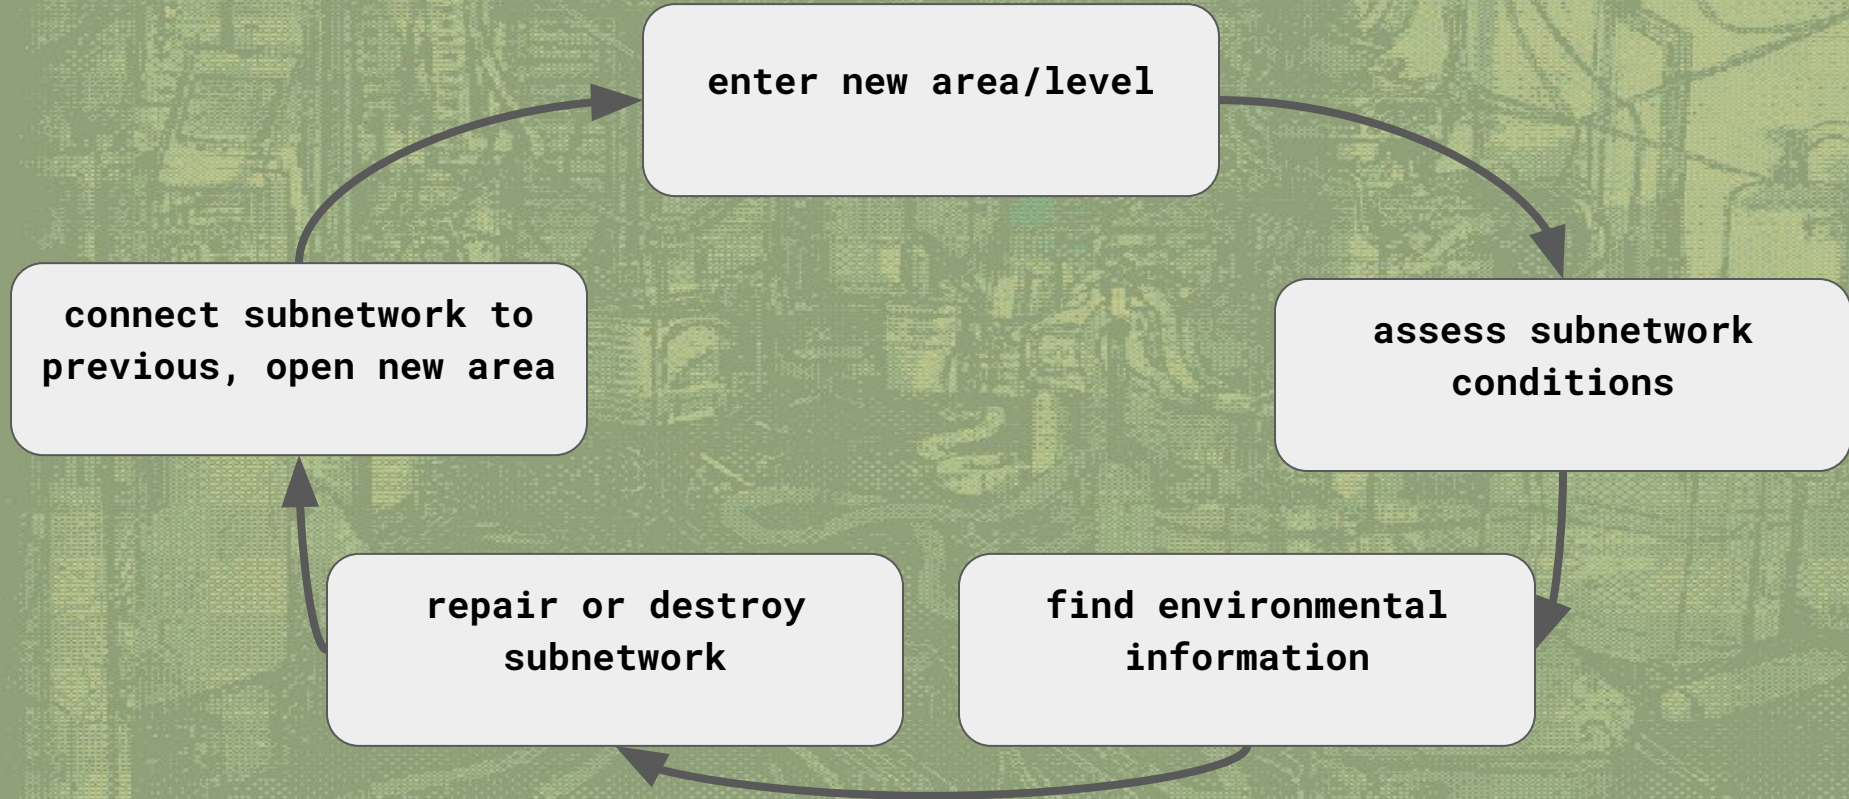 enter new area/level
assess subnetwork
conditions
find environmental
information
repair or destroy
subnetwork
connect subnetwork to
previous, open new area